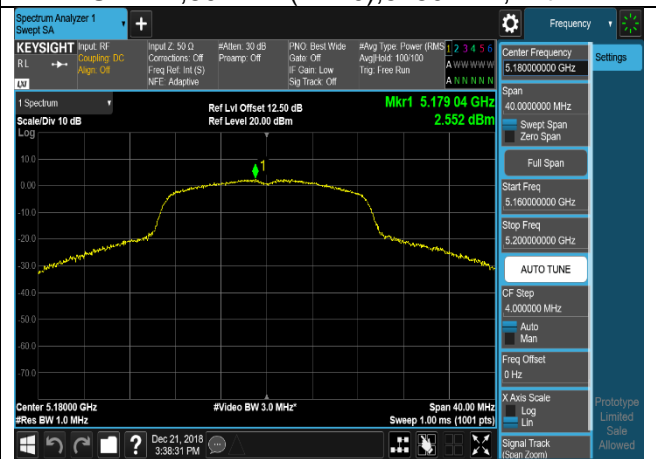 Spectrum Analyzer 1
Swept SA
Frequency
KEYSIGHT
RL
Input: RF
Coupling: DC
Align: Off
Input Z: 50 Ω
Corrections: Off
Freq Ref: Int (S)
NFE: Adaptive
#Atten: 30 dB
Preamp: Off
PNO: Best Wide
Gate: Off
IF Gain: Low
Sig Track: Off
#Avg Type: Power (RMS
Avg|Hold: 100/100
Trig: Free Run
1 2 3 4 5 6
A W W W W W
A N N N N N
1 Spectrum
Scale/Div 10 dB
Log
Ref Lvl Offset 12.50 dB
Ref Level 20.00 dBm
Mkr1 5.179 04 GHz
2.552 dBm
1
10.0
0.00
-10.0
-20.0
-30.0
-40.0
-50.0
-60.0
-70.0
Center 5.18000 GHz
#Res BW 1.0 MHz
#Video BW 3.0 MHz*
Span 40.00 MHz
Sweep 1.00 ms (1001 pts)
Dec 21, 2018
3:38:31 PM
Center Frequency
5.180000000 GHz
Span
40.0000000 MHz
Swept Span
Zero Span
Full Span
Start Freq
5.160000000 GHz
Stop Freq
5.200000000 GHz
AUTO TUNE
CF Step
4.000000 MHz
Auto
Man
Freq Offset
0 Hz
X Axis Scale
Log
Lin
Signal Track
(Span Zoom)
Settings
Prototype
Limited
Sale
Allowed